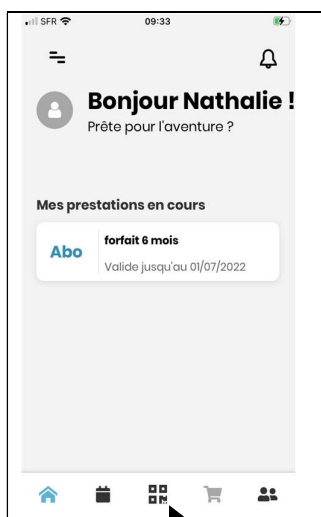 SFR 09:33
Bonjour Nathalie !
Prête pour l'aventure ?
Mes prestations en cours
Abo
forfait 6 mois
Valide jusqu'au 01/07/2022